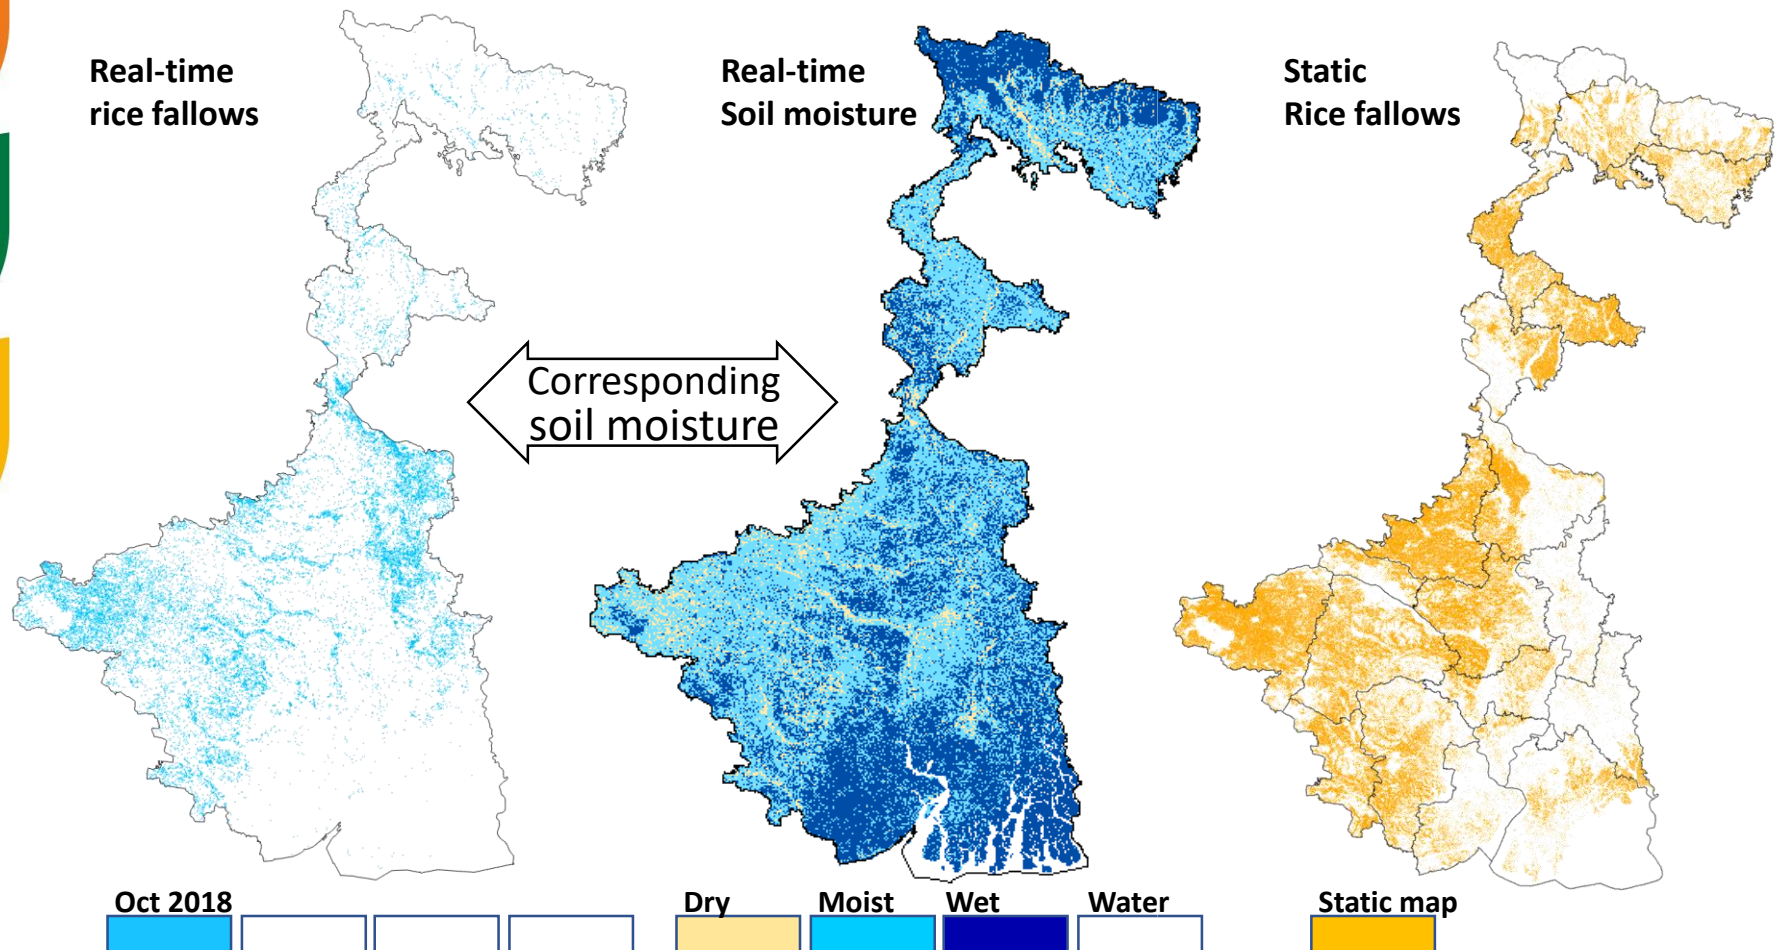 Real-time
rice fallows
Real-time
Soil moisture
Static
Rice fallows
Corresponding
soil moisture
Oct 2018
Dry
Moist
Wet
Water
Static map